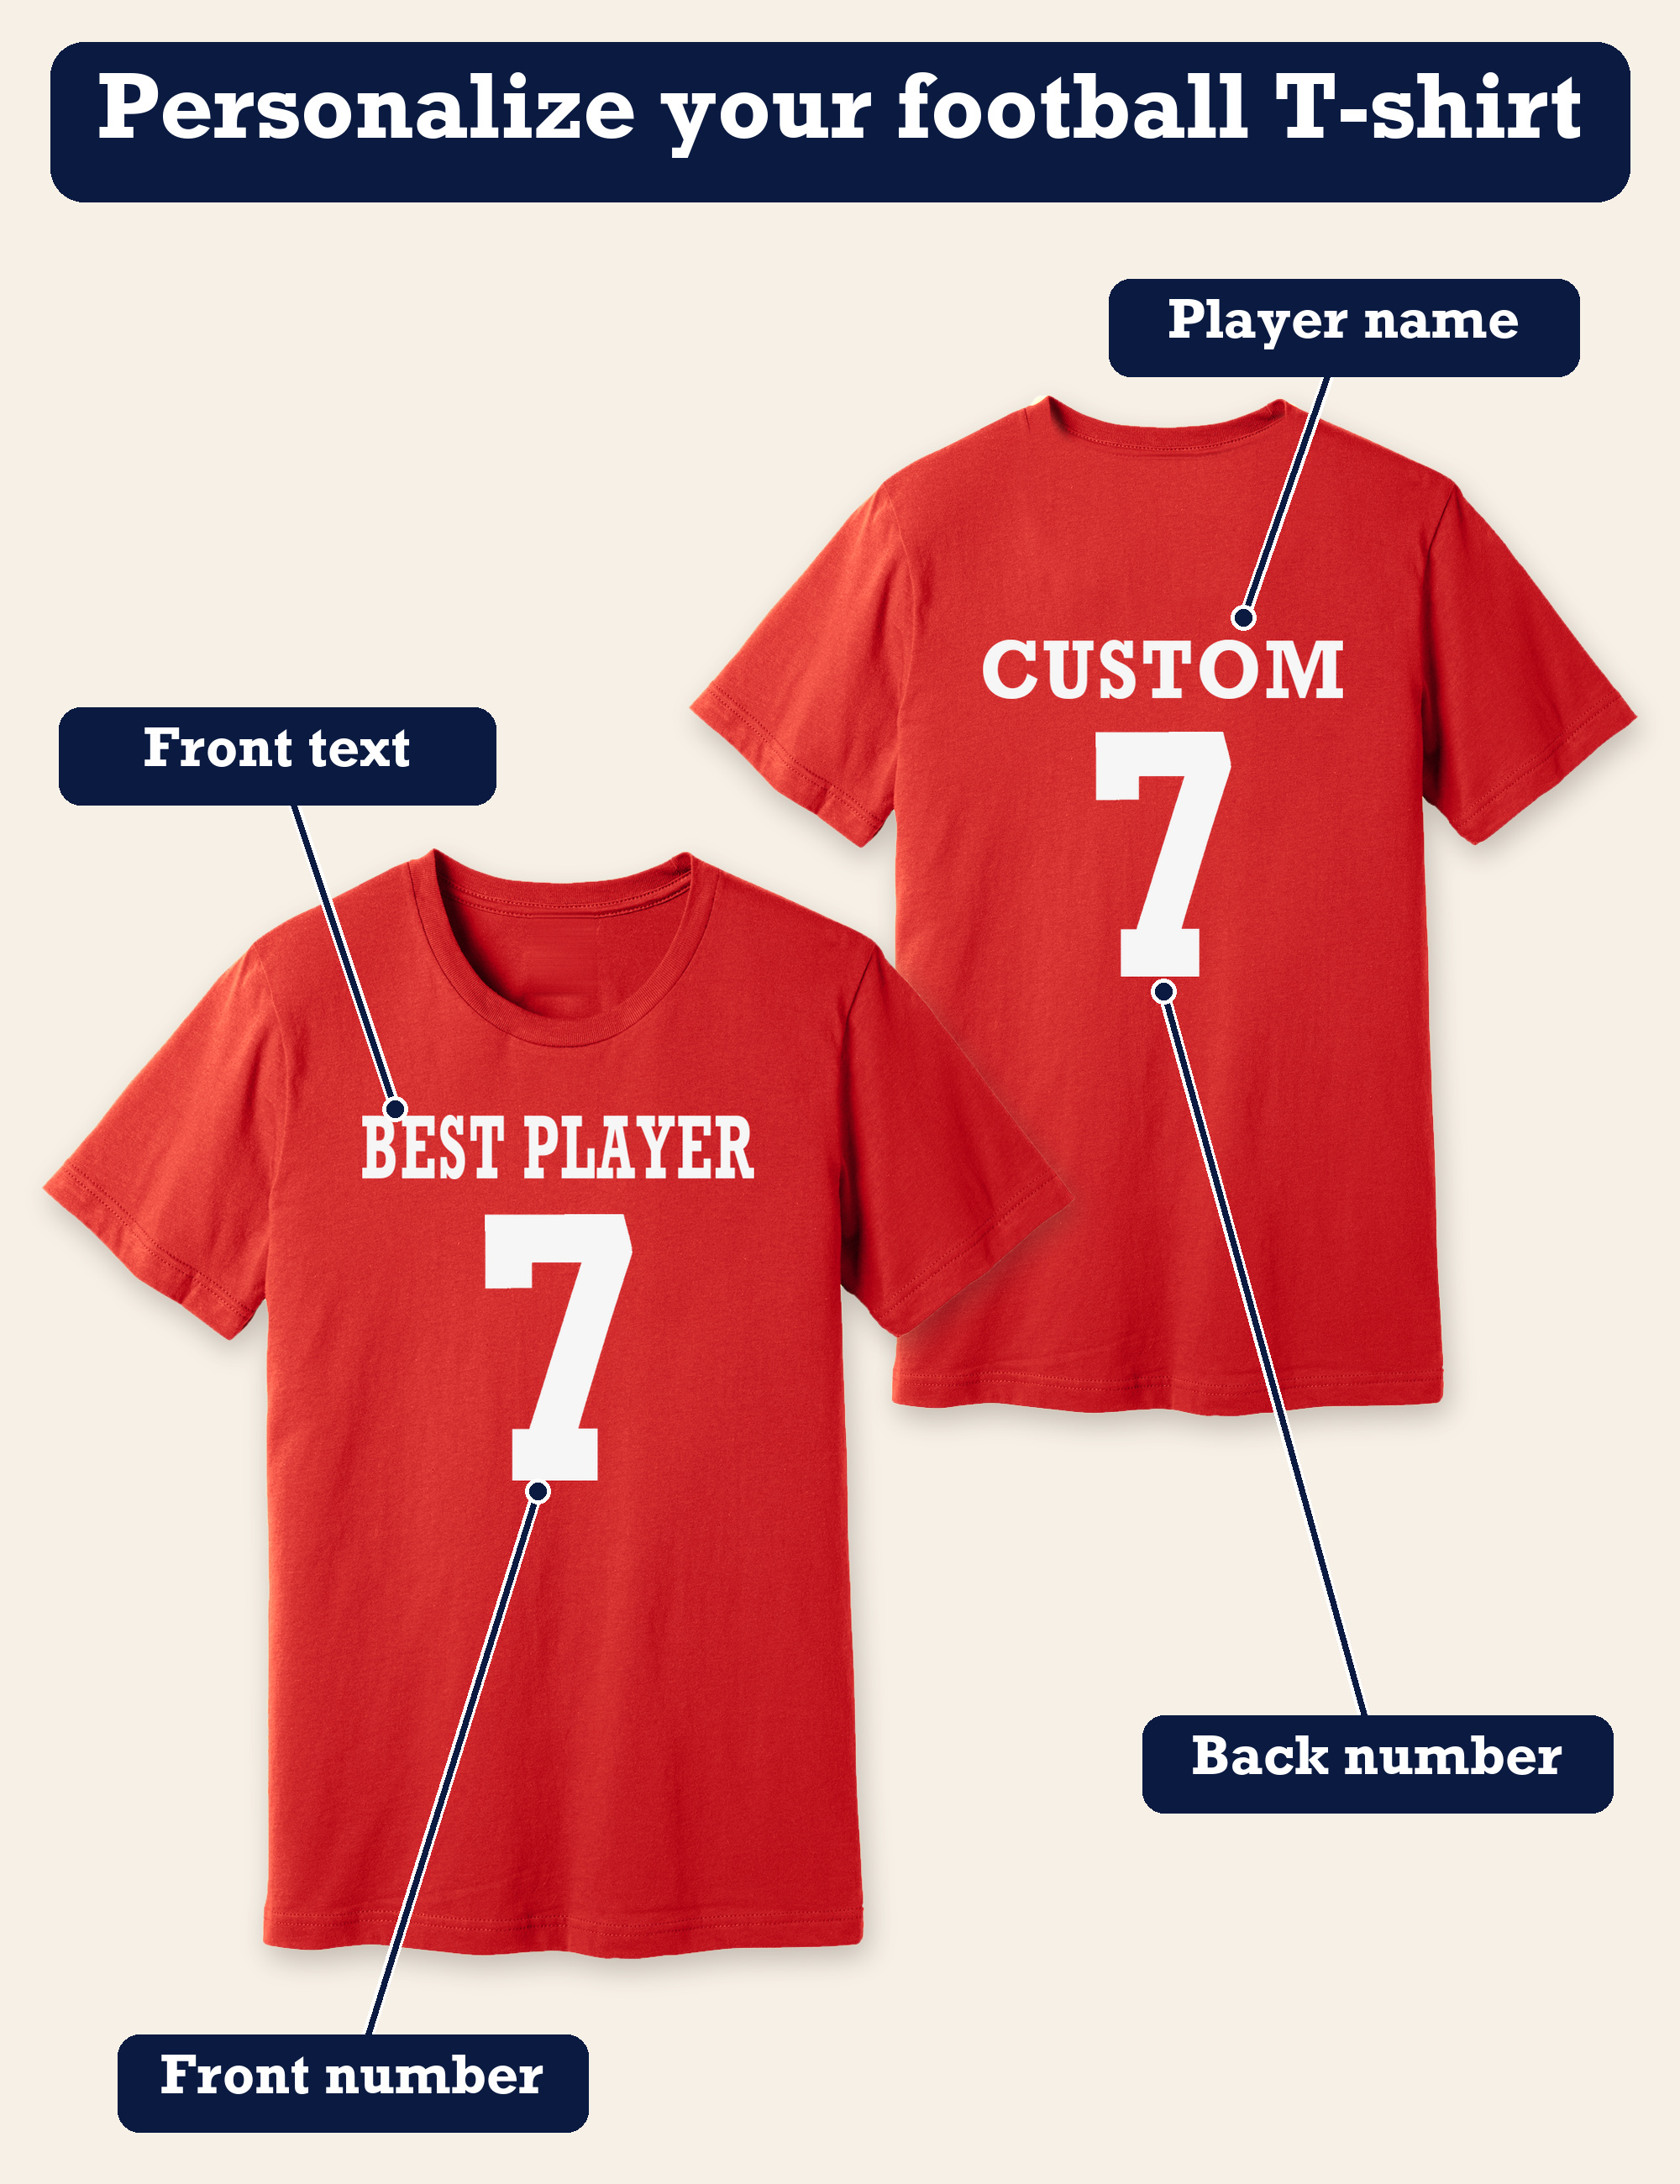 Personalize your football T-shirt
Player name
CUSTOM
7
Front text
BEST PLAYER
7
Back number
Front number